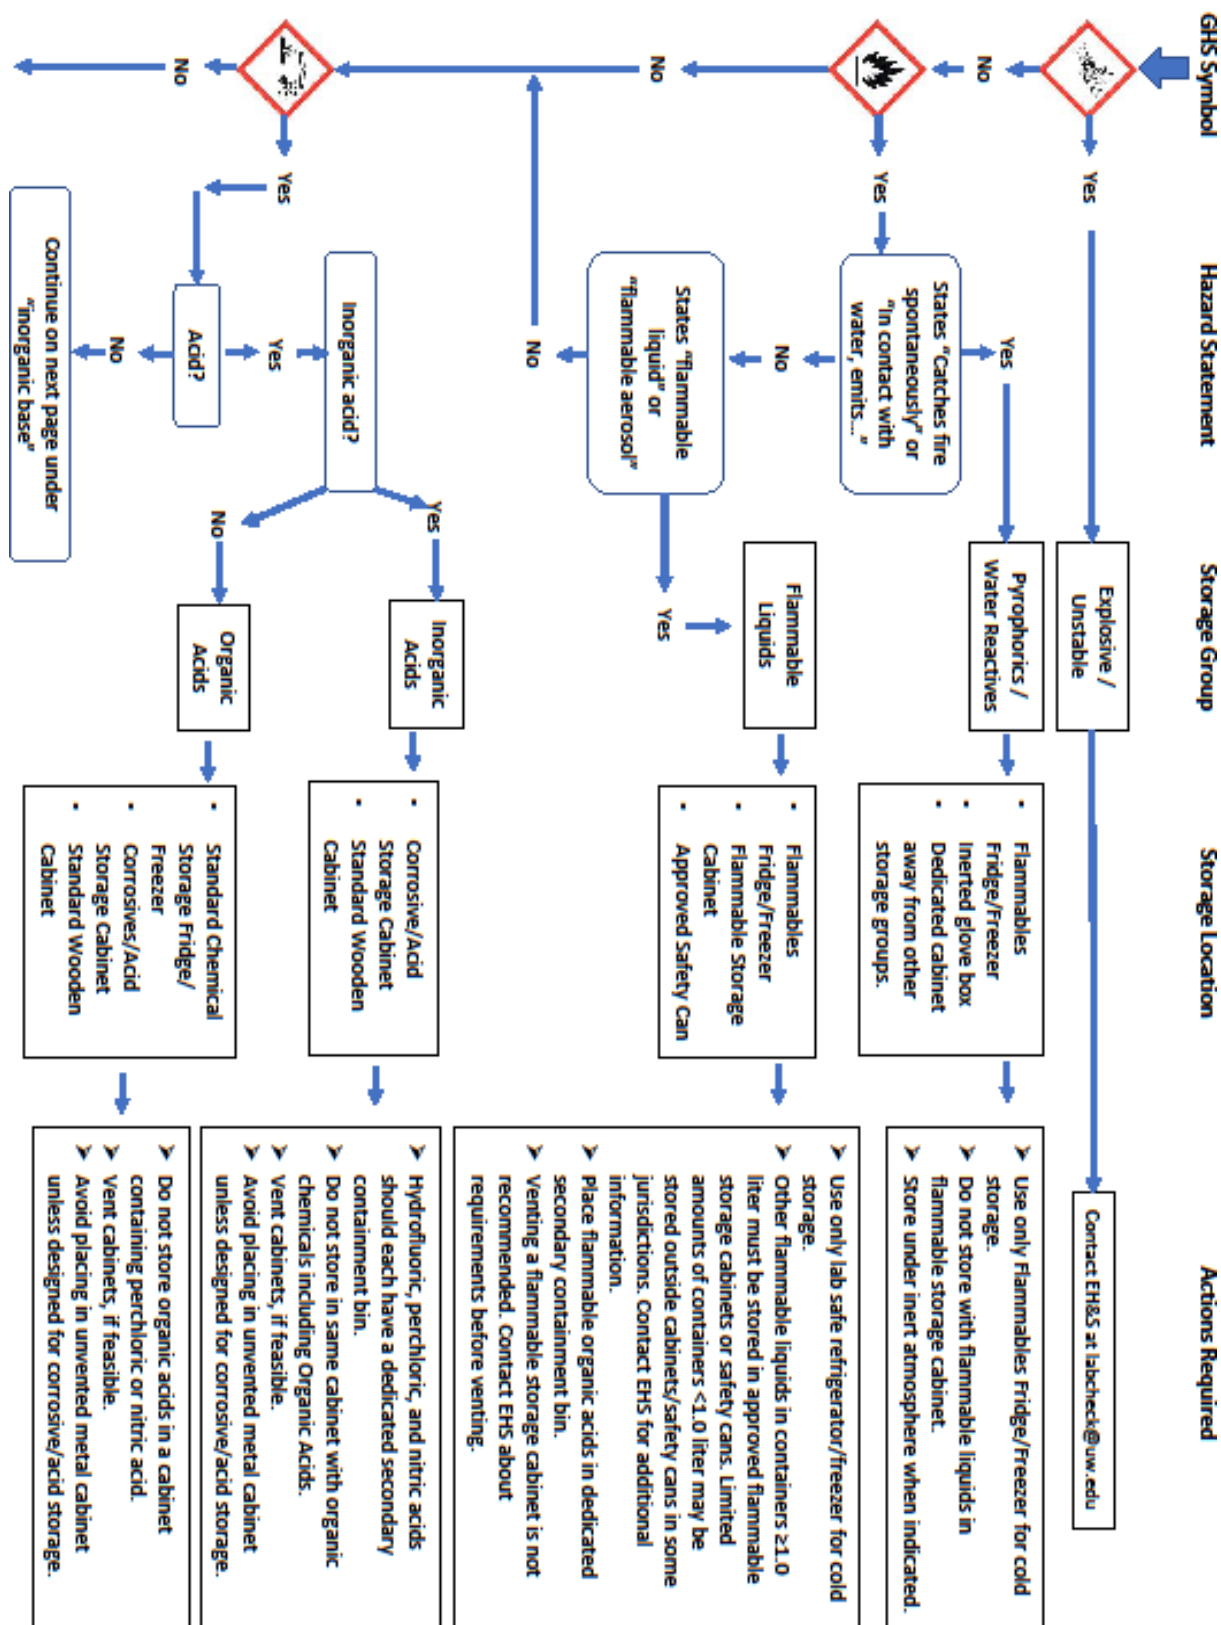 GHS Symbol
Hazard Statement
Storage Group
Storage Location
Actions Required
Yes
Explosive /
Unstable
Contact EH&S at labcheck@uw.edu
No
Yes
States “Catches fire
spontaneously” or
“In contact with
water, emits...”
Yes
Pyrophorics /
Water Reactives
Flammables
Fridge/Freezer
Inerted glove box
Dedicated cabinet
away from other
storage groups.
Use only Flammables Fridge/Freezer for cold
storage.
Do not store with flammable liquids in
flammable storage cabinet.
Store under inert atmosphere when indicated.
No
No
States “flammable
liquid” or
“flammable aerosol”
Yes
Flammable
Liquids
Flammables
Fridge/Freezer
Flammable Storage
Cabinet
Approved Safety Can
Use only lab safe refrigerator/freezer for cold
storage.
Other flammable liquids in containers ≥1.0
liter must be stored in approved flammable
storage cabinets or safety cans. Limited
amounts of containers <1.0 liter may be
stored outside cabinets/safety cans in some
jurisdictions. Contact EHS for additional
information.
Place flammable organic acids in dedicated
secondary containment bin.
Venting a flammable storage cabinet is not
recommended. Contact EHS about
requirements before venting.
No
Yes
Inorganic acid?
Yes
Inorganic
Acids
Corrosive/Acid
Storage Cabinet
Standard Wooden
Cabinet
Hydrofluoric, perchloric, and nitric acids
should each have a dedicated secondary
containment bin.
Do not store in same cabinet with organic
chemicals including Organic Acids.
Vent cabinets, if feasible.
Avoid placing in unvented metal cabinet
unless designed for corrosive/acid storage.
Yes
Acid?
No
Organic
Acids
Standard Chemical
Storage Fridge/
Freezer
Corrosives/Acid
Storage Cabinet
Standard Wooden
Cabinet
Do not store organic acids in a cabinet
containing perchloric or nitric acid.
Vent cabinets, if feasible.
Avoid placing in unvented metal cabinet
unless designed for corrosive/acid storage.
No
No
Continue on next page under
“inorganic base”